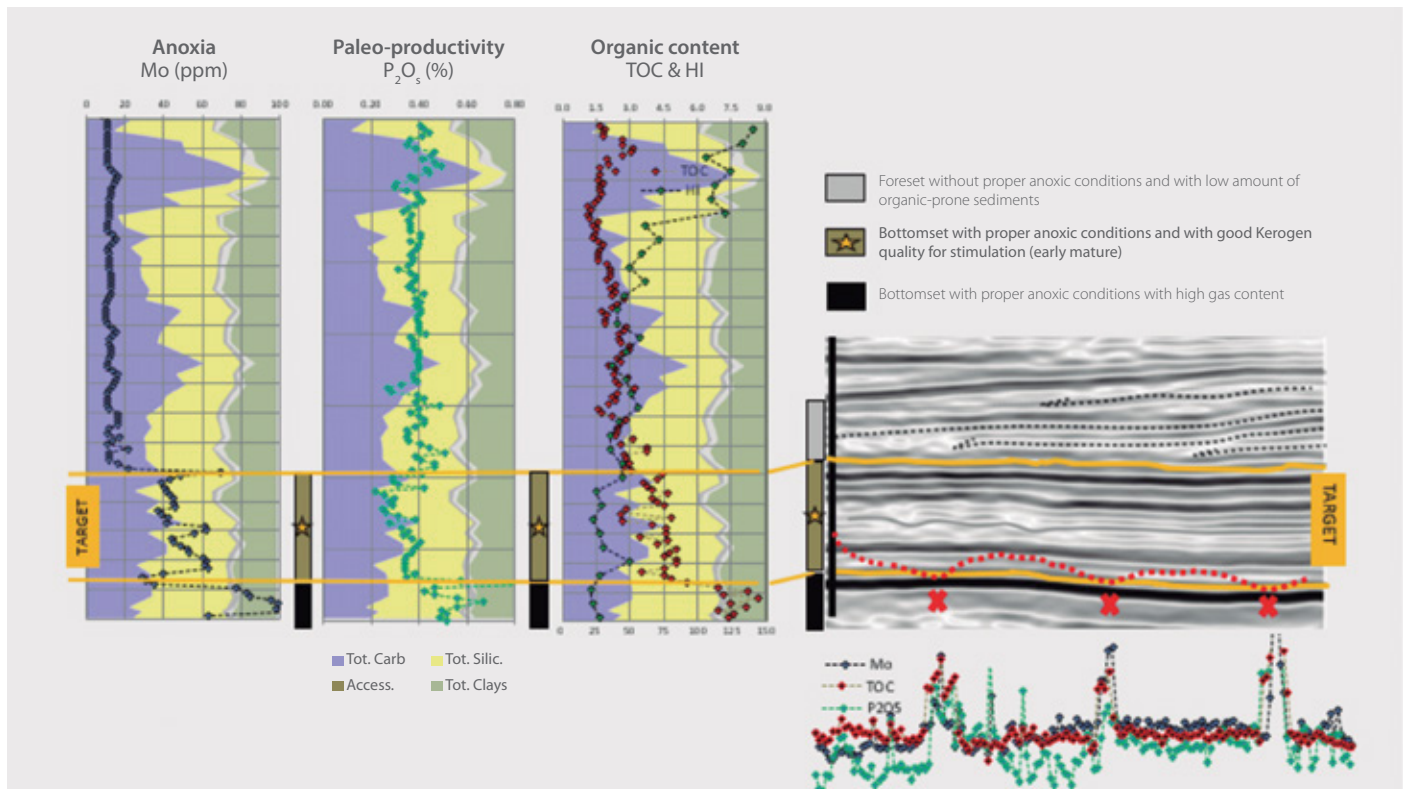 Anoxia
Mo (ppm)
0 20 40 60 80 100
Paleo-productivity
P₂O₅ (%)
0.00 0.20 0.40 0.60 0.80
Organic content
TOC & HI
0.0 1.5 3.0 4.5 6.0 7.5 9.0
TOC
HI
25 50 75 100 125 150
TARGET
Tot. Carb
Tot. Silic.
Access.
Tot. Clays
Foreset without proper anoxic conditions and with low amount of
organic-prone sediments
Bottomset with proper anoxic conditions and with good Kerogen
quality for stimulation (early mature)
Bottomset with proper anoxic conditions with high gas content
TARGET
Mo
TOC
P2O5